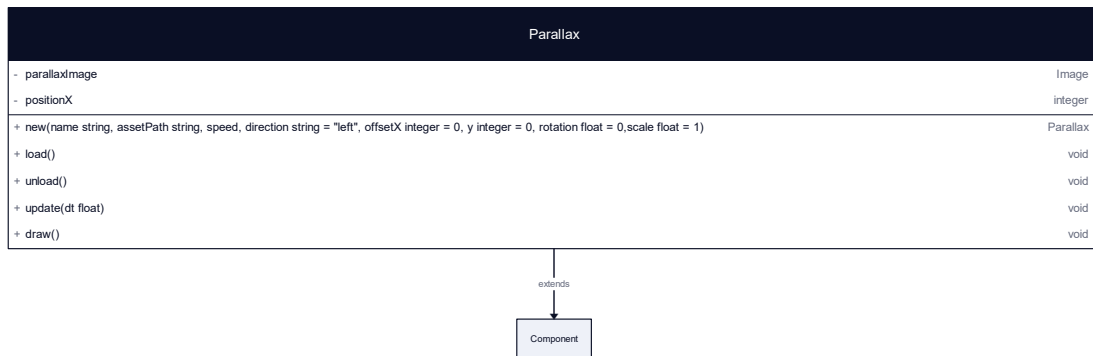 Parallax
- parallaxImage Image
- positionX integer
+ new(name string, assetPath string, speed, direction string = "left", offsetX integer = 0, y integer = 0, rotation float = 0,scale float = 1) Parallax
+ load() void
+ unload() void
+ update(dt float) void
+ draw() void
extends
Component